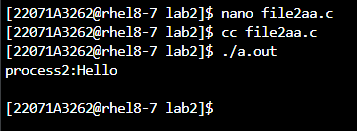 [22071A3262@rhel8-7 lab2]$ nano file2aa.c
[22071A3262@rhel8-7 lab2]$ cc file2aa.c
[22071A3262@rhel8-7 lab2]$ ./a.out
process2:Hello
[22071A3262@rhel8-7 lab2]$